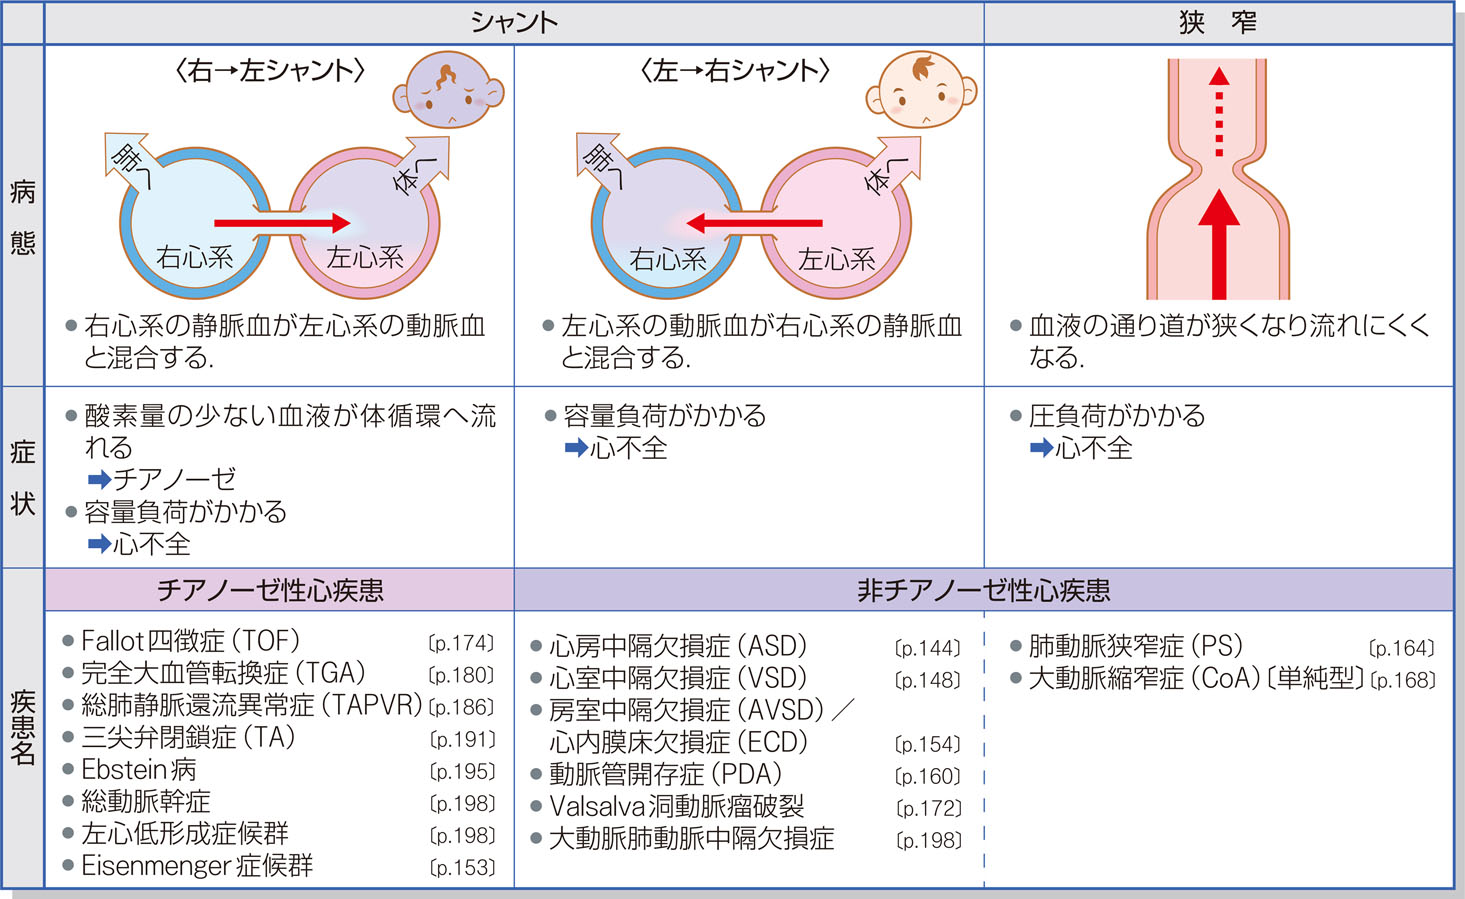 シャント
狭 窄
病態
〈右→左シャント〉
肺へ
体へ
右心系
左心系
● 右心系の静脈血が左心系の動脈血
と混合する．
〈左→右シャント〉
肺へ
体へ
右心系
左心系
● 左心系の動脈血が右心系の静脈血
と混合する．
● 血液の通り道が狭くなり流れにくく
なる．
症状
● 酸素量の少ない血液が体循環へ流
れる
➡チアノーゼ
● 容量負荷がかかる
➡心不全
● 容量負荷がかかる
➡心不全
● 圧負荷がかかる
➡心不全
疾患名
チアノーゼ性心疾患
● Fallot四徴症（TOF）〔p.174〕
● 完全大血管転換症（TGA）〔p.180〕
● 総肺静脈還流異常症（TAPVR）〔p.186〕
● 三尖弁閉鎖症（TA）〔p.191〕
● Ebstein病〔p.195〕
● 総動脈幹症〔p.198〕
● 左心低形成症候群〔p.198〕
● Eisenmenger症候群〔p.153〕
非チアノーゼ性心疾患
● 心房中隔欠損症（ASD）〔p.144〕
● 心室中隔欠損症（VSD）〔p.148〕
● 房室中隔欠損症（AVSD）／
心内膜床欠損症（ECD）〔p.154〕
● 動脈管開存症（PDA）〔p.160〕
● Valsalva洞動脈瘤破裂〔p.172〕
● 大動脈肺動脈中隔欠損症〔p.198〕
● 肺動脈狭窄症（PS）〔p.164〕
● 大動脈縮窄症（CoA）〔単純型〕〔p.168〕